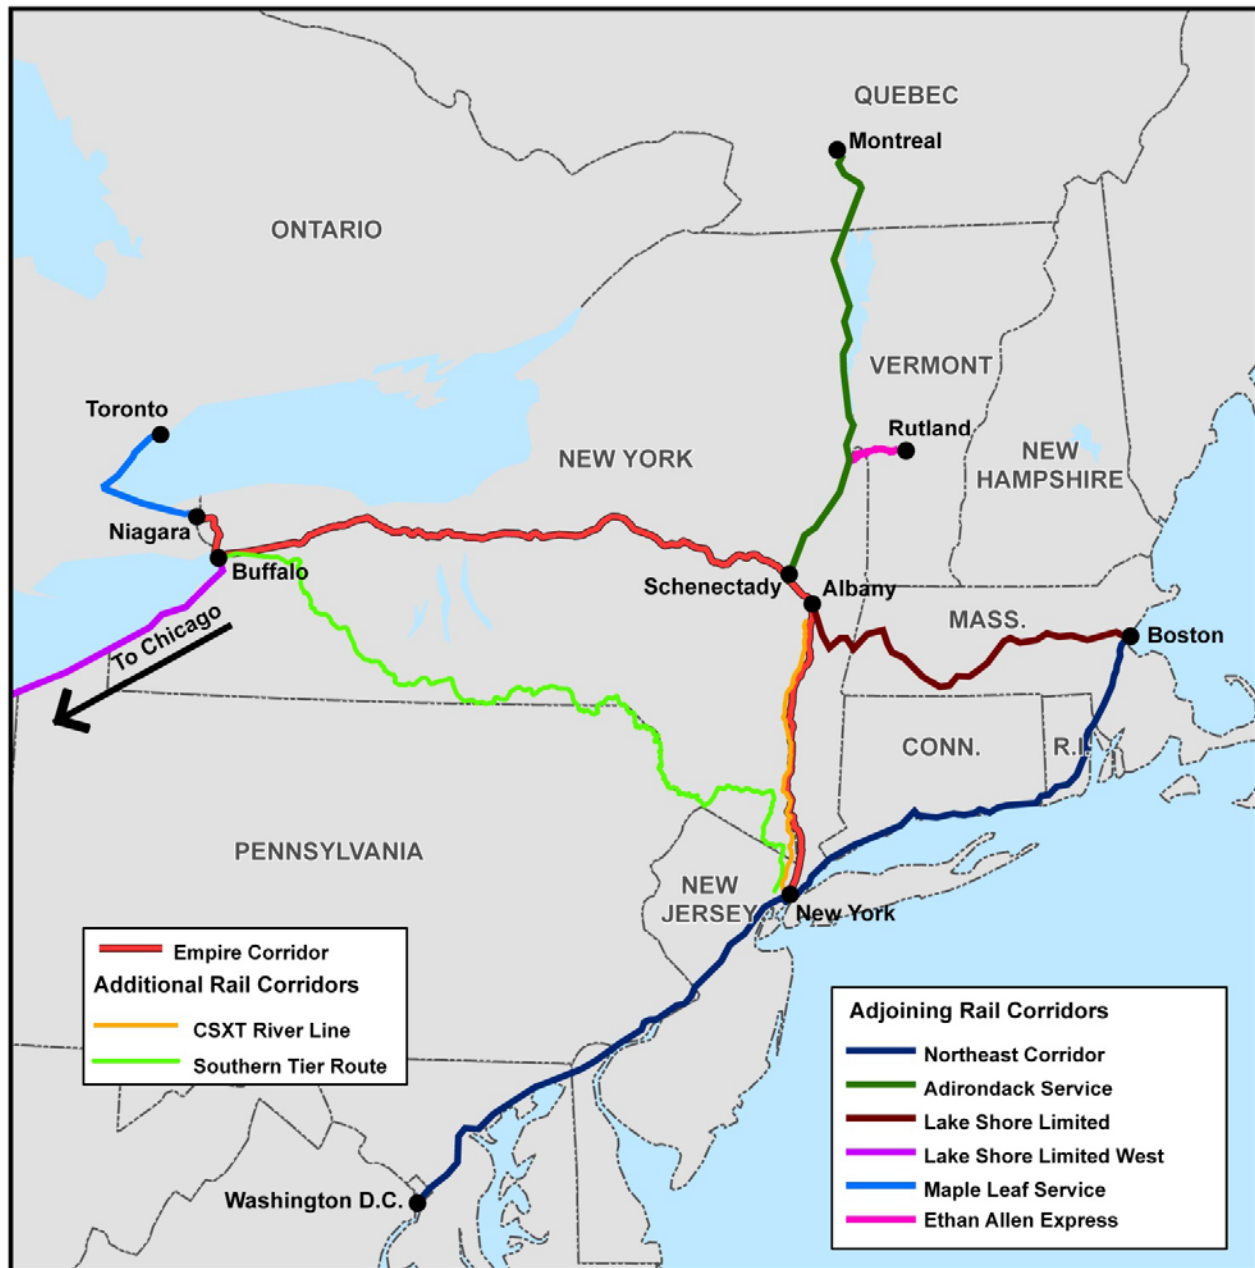 QUEBEC
Montreal
ONTARIO
VERMONT
Toronto
Rutland
NEW YORK
NEW
HAMPSHIRE
Niagara
Buffalo
Schenectady
Albany
MASS.
Boston
To Chicago
CONN.
R.I.
PENNSYLVANIA
NEW
JERSEY
New York
Washington D.C.
Empire Corridor
Additional Rail Corridors
CSXT River Line
Southern Tier Route
Adjoining Rail Corridors
Northeast Corridor
Adirondack Service
Lake Shore Limited
Lake Shore Limited West
Maple Leaf Service
Ethan Allen Express